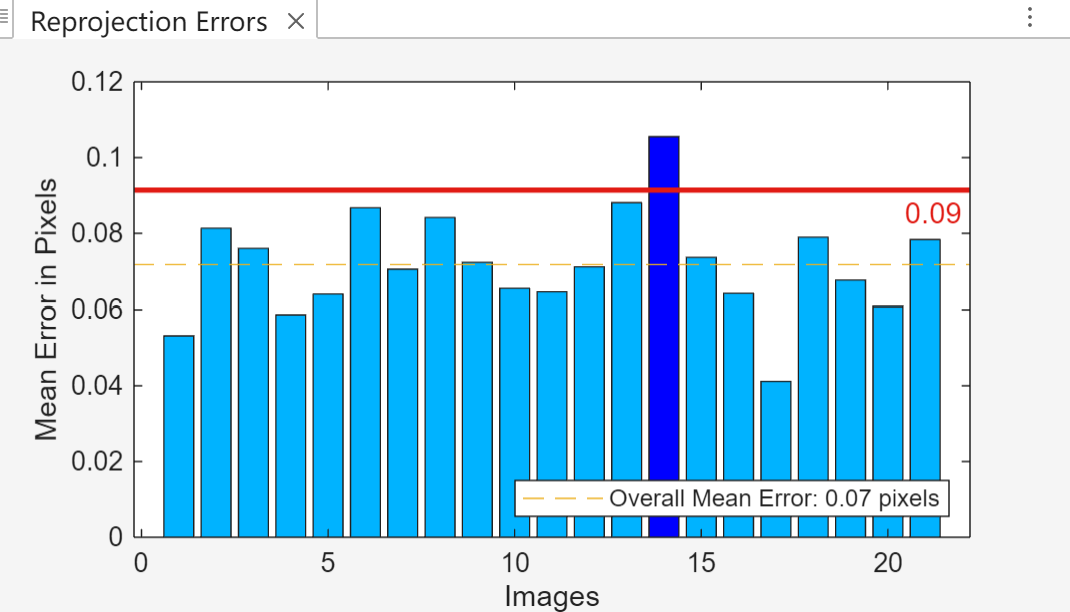 Reprojection Errors
0.12
0.1
0.09
0.08
0.06
0.04
0.02
0
Mean Error in Pixels
Overall Mean Error: 0.07 pixels
0 5 10 15 20
Images